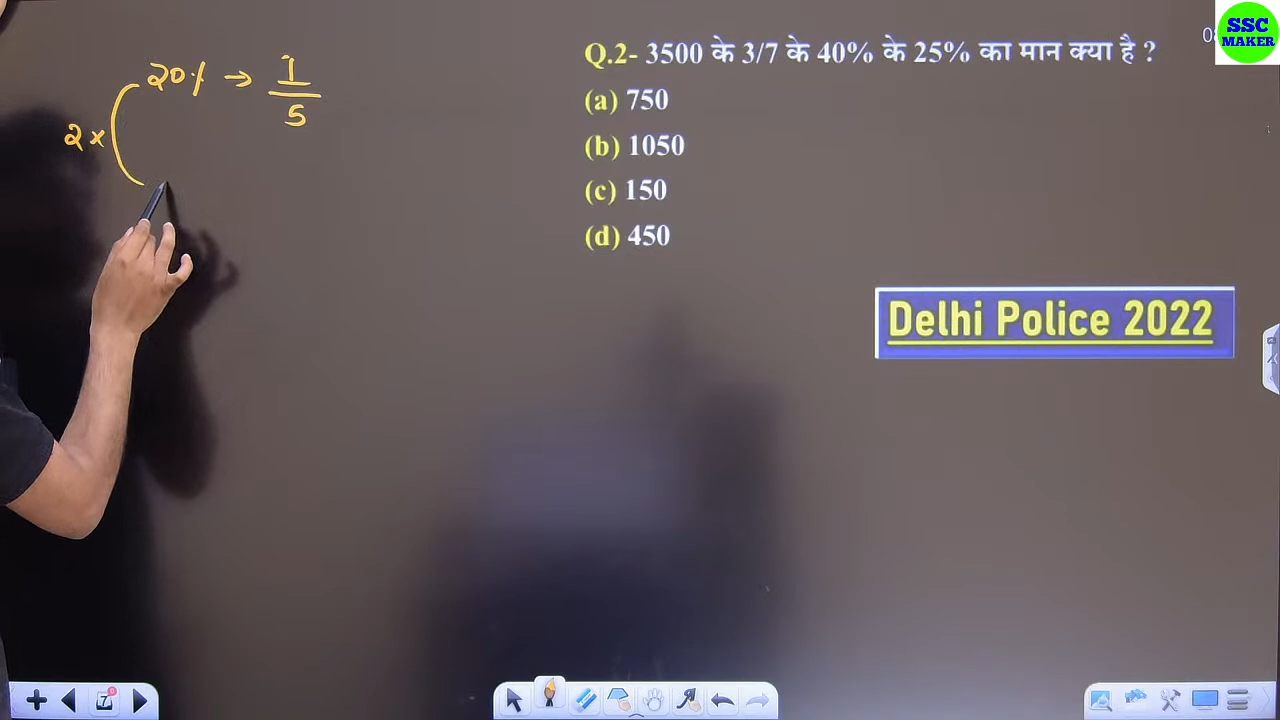 SSC
MAKER
Q.2- 3500 के 3/7 के 40% के 25% का मान क्या है ?
(a) 750
(b) 1050
(c) 150
(d) 450
Delhi Police 2022
20% → 1/5
2×
7